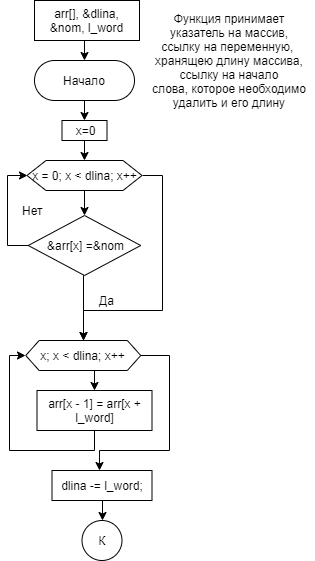 arr[], &dlina,
&nom, l_word
Функция принимает
указатель на массив,
ссылку на переменную,
хранящею длину массива,
ссылку на начало
слова, которое необходимо
удалить и его длину
Начало
x=0
x = 0; x < dlina; x++
Нет
&arr[x] =&nom
Да
x; x < dlina; x++
arr[x - 1] = arr[x +
l_word]
dlina -= l_word;
К